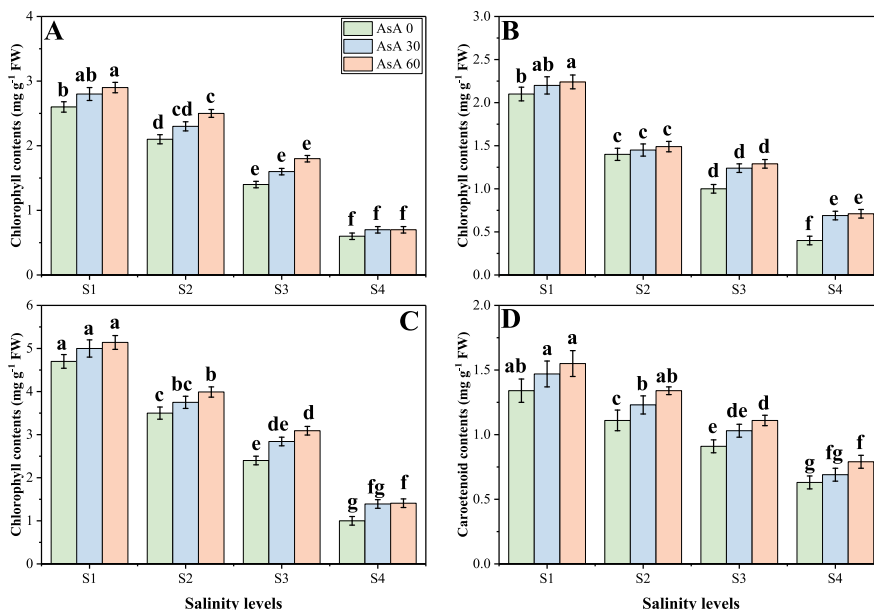 A
AsA 0
AsA 30
AsA 60
Chlorophyll contents (mg g-1 FW)
4
3
2
1
0
b ab a
d cd c
e e e
f f f
S1 S2 S3 S4
B
Chlorophyll contents (mg g-1 FW)
3.0
2.5
2.0
1.5
1.0
0.5
0.0
b ab a
c c c
d d d
f e e
S1 S2 S3 S4
C
Chlorophyll contents (mg g-1 FW)
6
5
4
3
2
1
0
a a a
c bc b
e de d
g fg f
S1 S2 S3 S4
Salinity levels
D
Caroetenoid contents (mg g-1 FW)
2.0
1.5
1.0
0.5
0.0
ab a a
c b ab
e de d
g fg f
S1 S2 S3 S4
Salinity levels